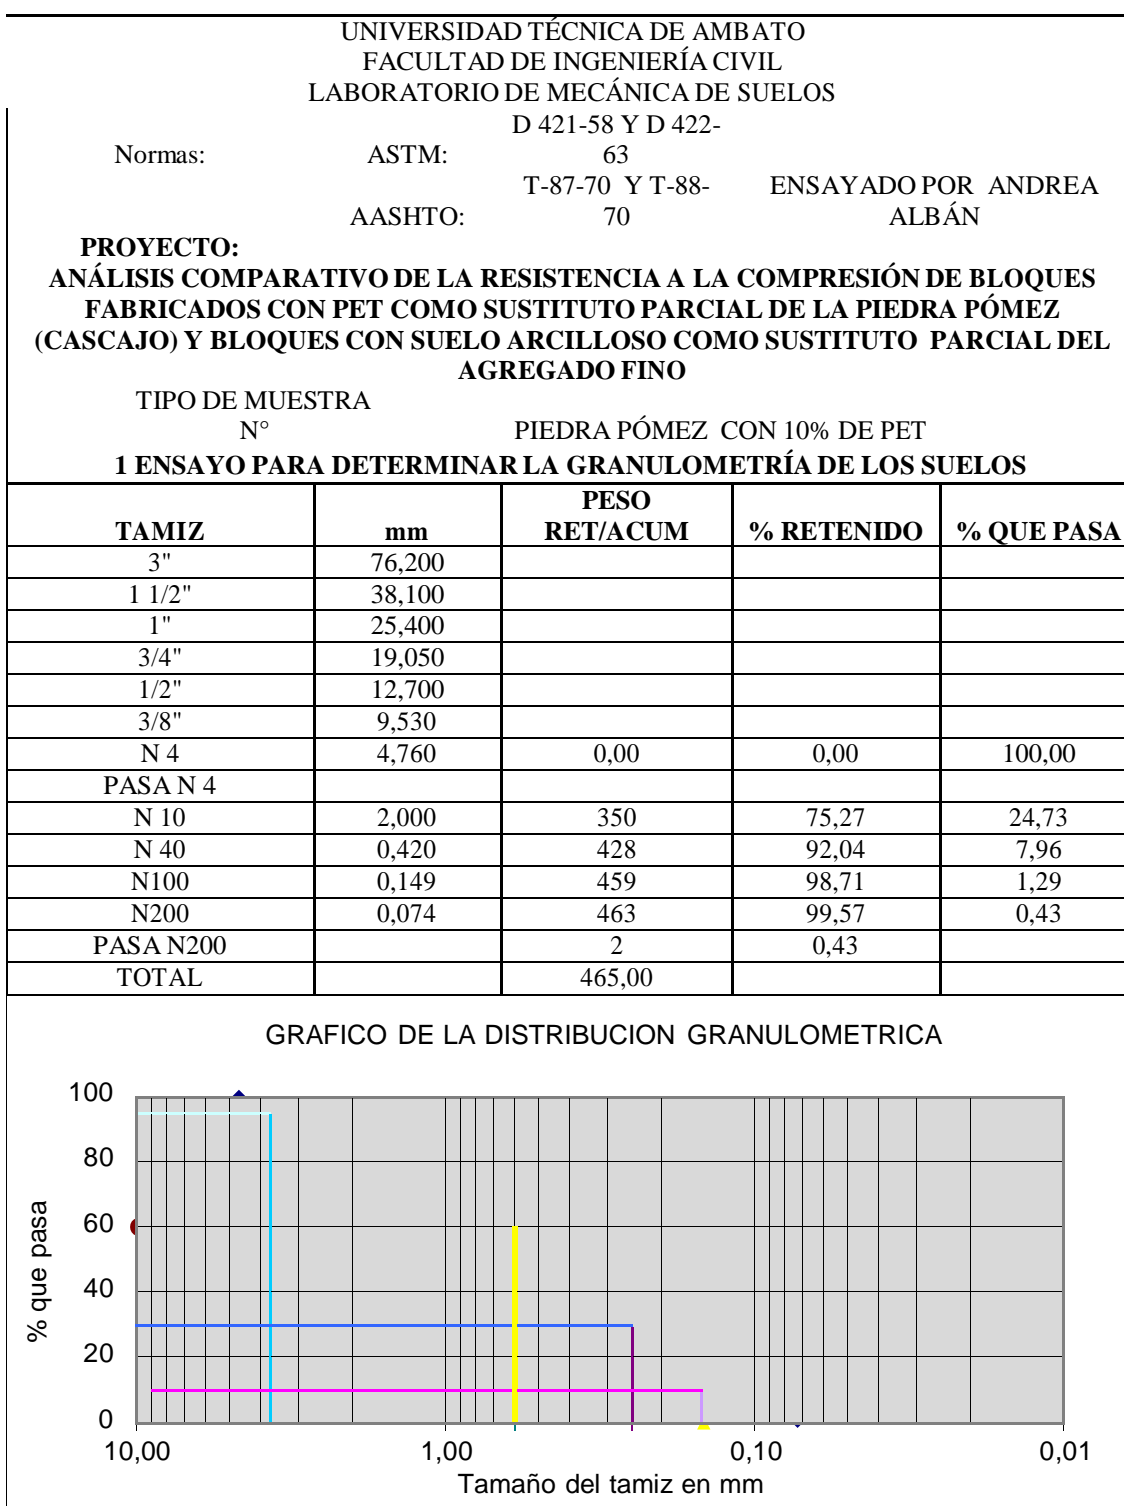 UNIVERSIDAD TÉCNICA DE AMBATO
FACULTAD DE INGENIERÍA CIVIL
LABORATORIO DE MECÁNICA DE SUELOS
D 421-58 Y D 422-
Normas: ASTM: 63
T-87-70 Y T-88- ENSAYADO POR ANDREA
AASHTO: 70 ALBÁN
PROYECTO:
ANÁLISIS COMPARATIVO DE LA RESISTENCIA A LA COMPRESIÓN DE BLOQUES
FABRICADOS CON PET COMO SUSTITUTO PARCIAL DE LA PIEDRA PÓMEZ
(CASCAJO) Y BLOQUES CON SUELO ARCILLOSO COMO SUSTITUTO PARCIAL DEL
AGREGADO FINO
TIPO DE MUESTRA
N° PIEDRA PÓMEZ CON 10% DE PET
1 ENSAYO PARA DETERMINAR LA GRANULOMETRÍA DE LOS SUELOS
PESO
TAMIZ mm RET/ACUM % RETENIDO % QUE PASA
3" 76,200
1 1/2" 38,100
1" 25,400
3/4" 19,050
1/2" 12,700
3/8" 9,530
N 4 4,760 0,00 0,00 100,00
PASA N 4
N 10 2,000 350 75,27 24,73
N 40 0,420 428 92,04 7,96
N100 0,149 459 98,71 1,29
N200 0,074 463 99,57 0,43
PASA N200 2 0,43
TOTAL 465,00
GRAFICO DE LA DISTRIBUCION GRANULOMETRICA
100
80
60
40
20
0
% que pasa
10,00 1,00 0,10 0,01
Tamaño del tamiz en mm